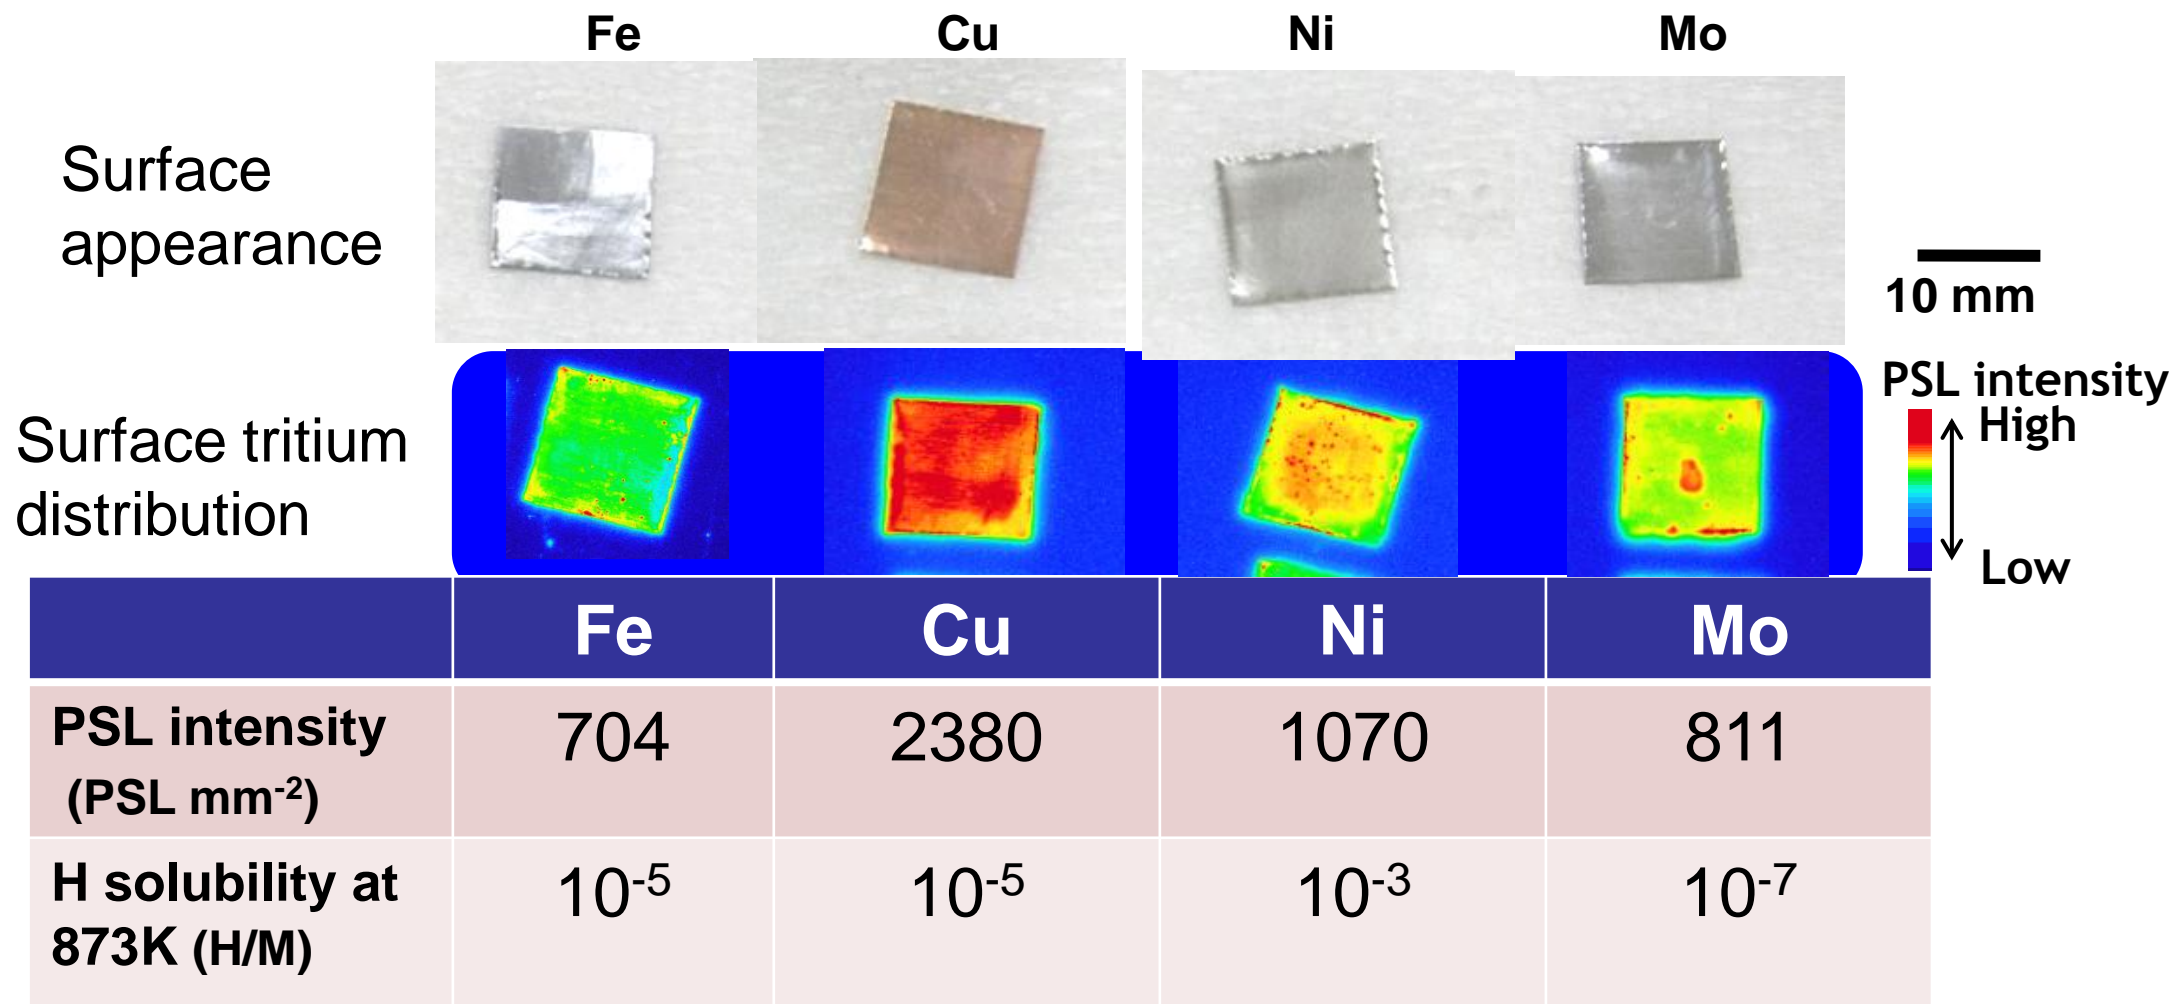 Fe Cu Ni Mo
Surface
appearance
10 mm
PSL intensity
High
Surface tritium
distribution
Low
Fe Cu Ni Mo
PSL intensity 704 2380 1070 811
(PSL mm⁻²)
H solubility at 10⁻⁵ 10⁻⁵ 10⁻³ 10⁻⁷
873K (H/M)